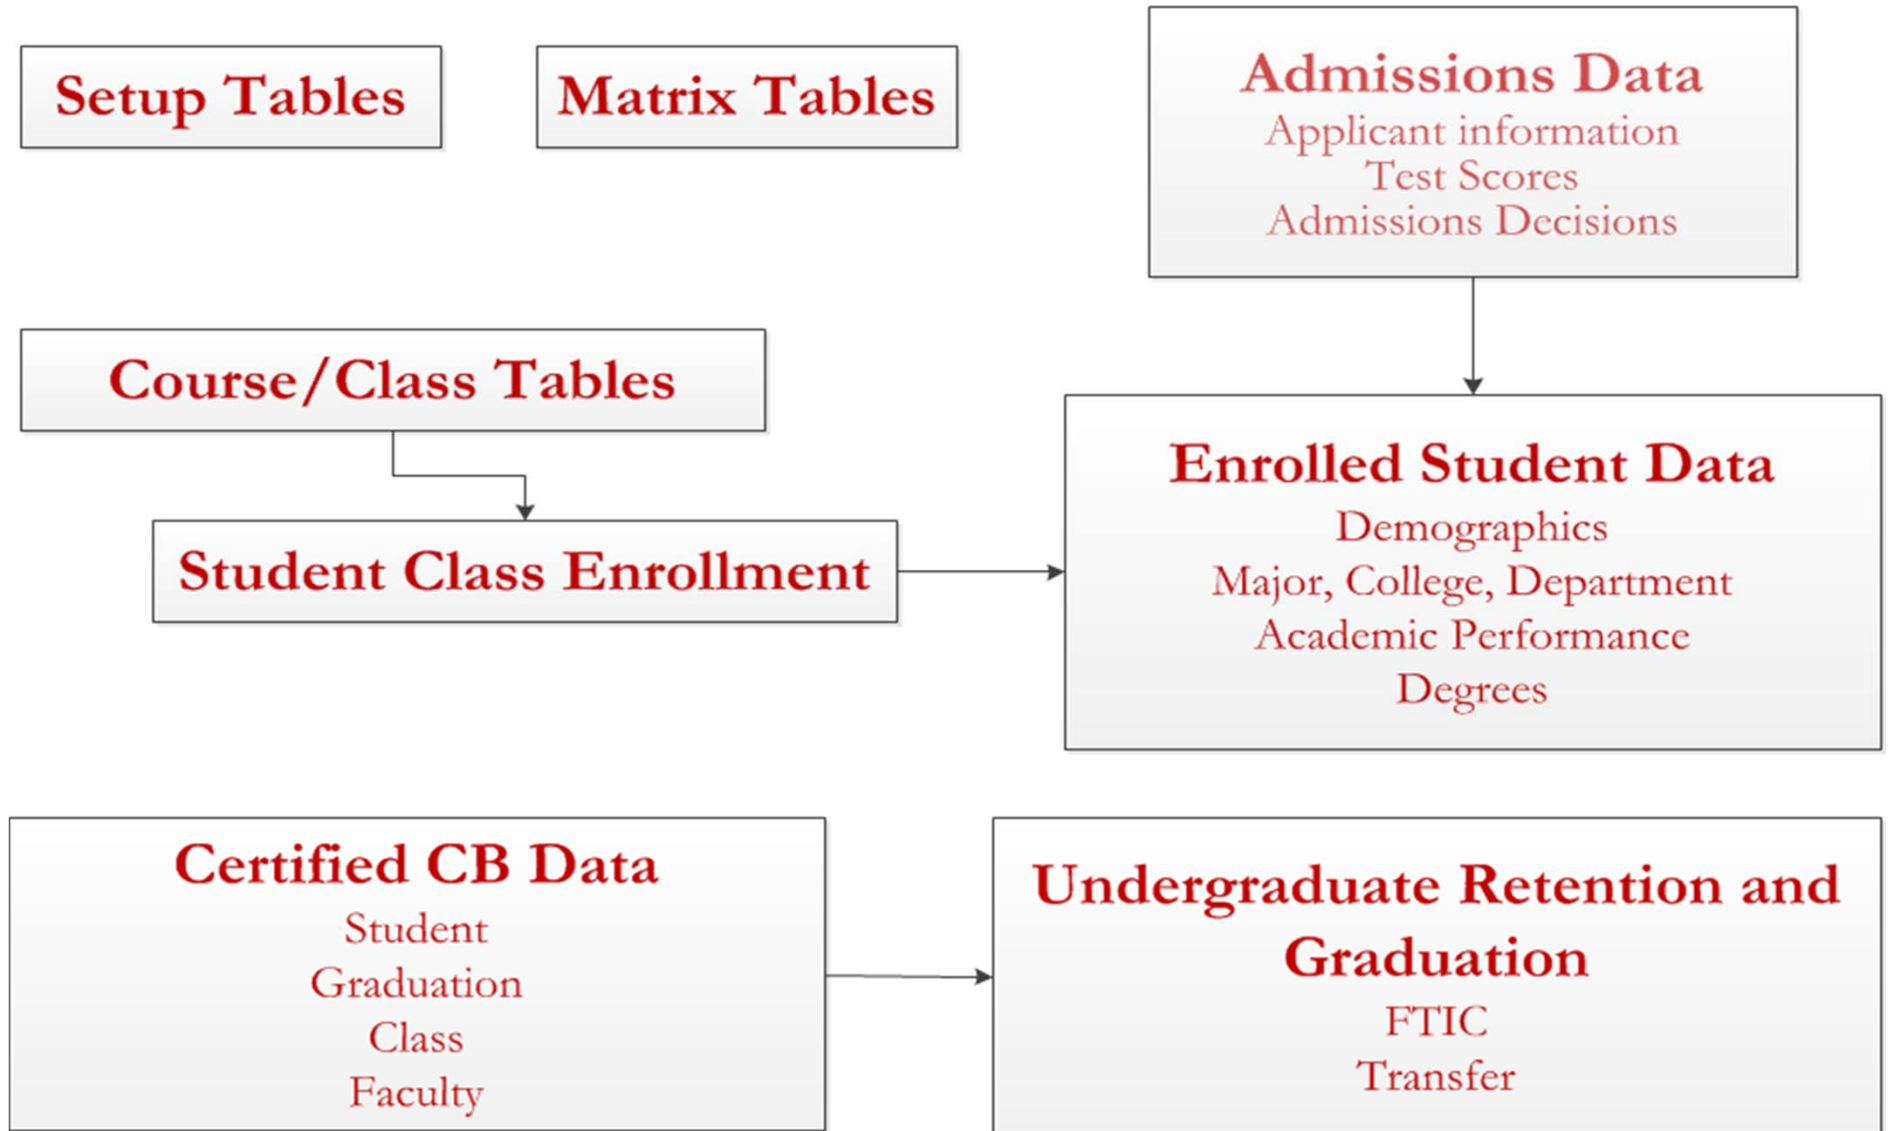 Setup Tables
Matrix Tables
Admissions Data
Applicant information
Test Scores
Admissions Decisions
Course/Class Tables
Student Class Enrollment
Enrolled Student Data
Demographics
Major, College, Department
Academic Performance
Degrees
Certified CB Data
Student
Graduation
Class
Faculty
Undergraduate Retention and
Graduation
FTIC
Transfer